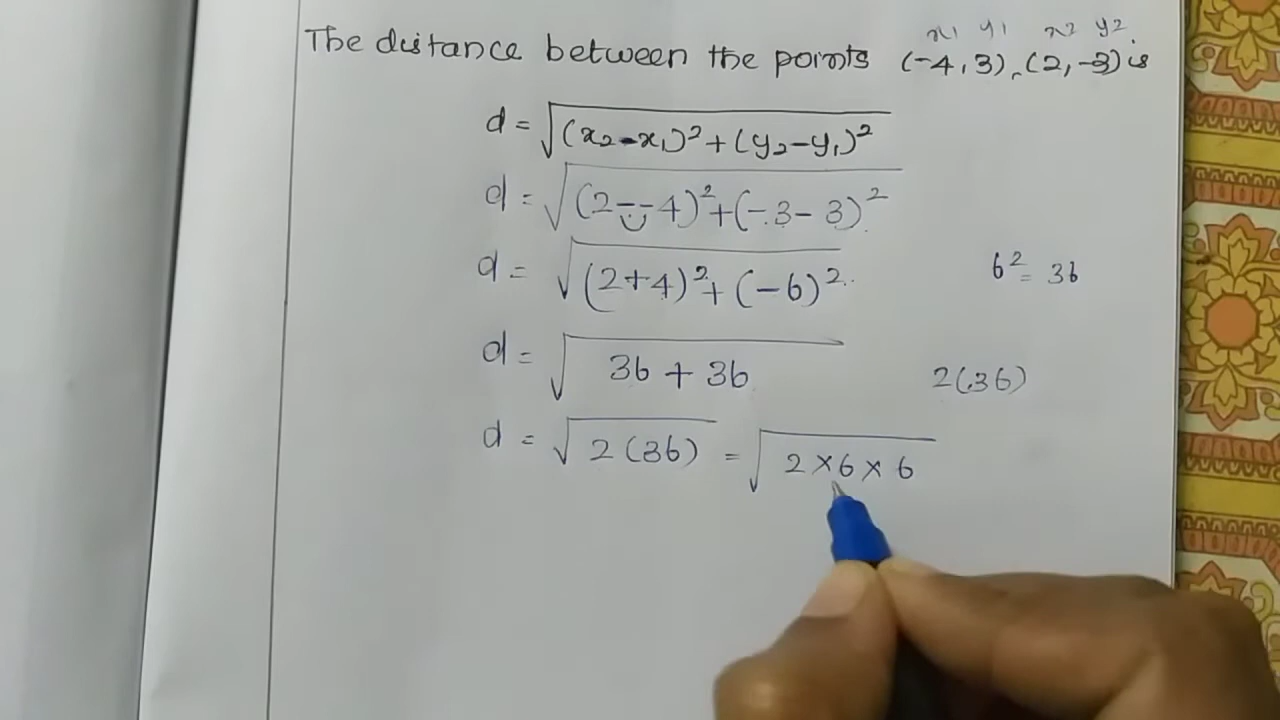 x1 y1 x2 y2
The distance between the points (-4,3), (2,-3) is
d = √(x₂-x₁)²+(y₂-y₁)²
d = √(2--4)²+(-3-3)²
d = √(2+4)²+(-6)²
6² = 36
d = √36+36
2(36)
d = √2(36) = √2×6×6